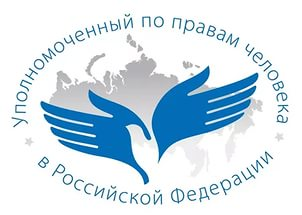 Уполномоченный по правам человека
в Российской Федерации